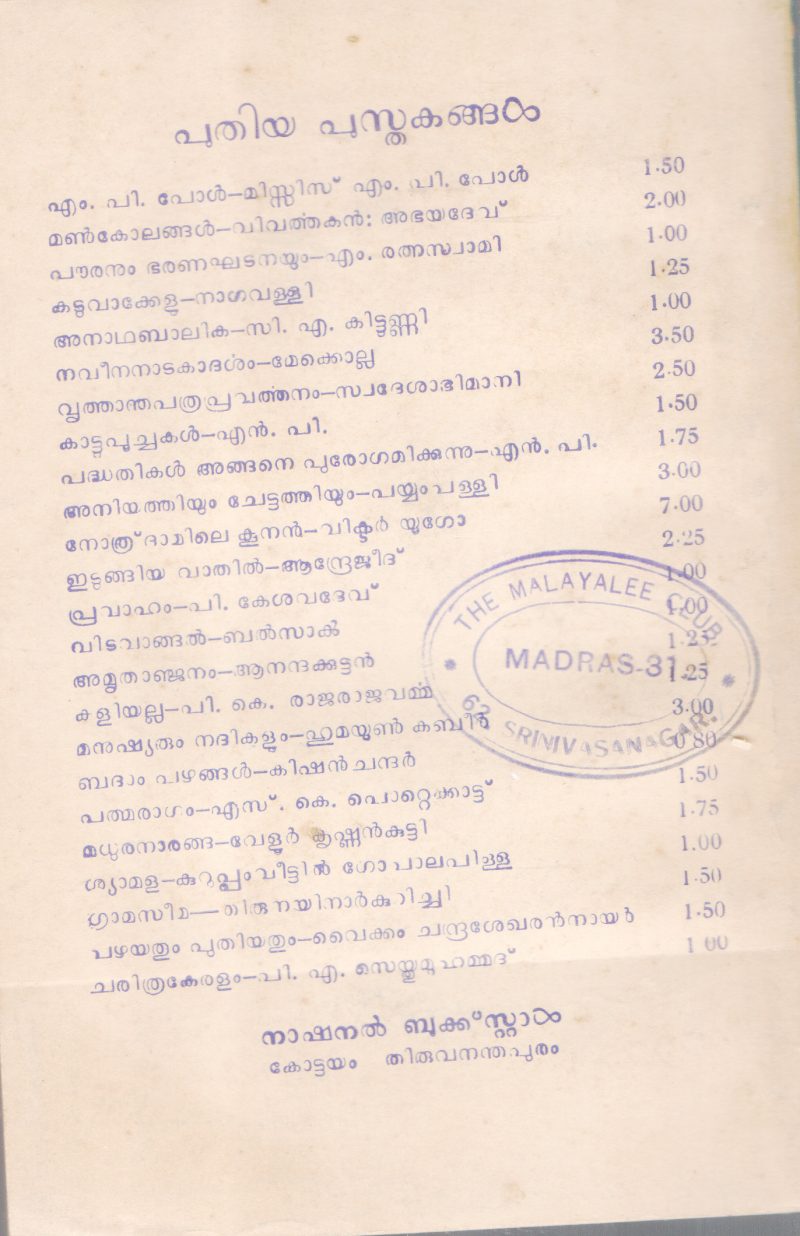 പുതിയ പുസ്തകങ്ങൾ
എം. പി. പോൾ—മിസ്സിസ് എം. പി. പോൾ 1·50
മൺകോലങ്ങൾ—വിവൎത്തകൻ: അഭയദേവ് 2.00
പൗരനും ഭരണഘടനയും—എം. രത്നസ്വാമി 1·00
കടുവാക്കേളു—നാഗവള്ളി 1·25
അനാഥബാലിക—സി. എ. കിട്ടുണ്ണി 1·00
നവീനനാടകാദൎശം—മേക്കൊല്ല 3·50
വൃത്താന്തപത്രപ്രവൎത്തനം—സ്വദേശാഭിമാനി 2·50
കാട്ടുപൂച്ചകൾ—എൻ. പി. 1·50
പദ്ധതികൾ അങ്ങനെ പുരോഗമിക്കുന്നു—എൻ. പി. 1·75
അനിയത്തിയും ചേട്ടത്തിയും—പയ്യംപള്ളി 3·00
നോത്ര്ദാമിലെ കൂനൻ—വിക്ടർ യൂഗോ 7·00
ഇടുങ്ങിയ വാതിൽ—ആന്ദ്രേജീദ് 2·25
പ്രവാഹം—പി. കേശവദേവ് 1·00
വിടവാങ്ങൽ—ബൽസാക് 1·00
അമൃതാഞ്ജനം—ആനന്ദക്കുട്ടൻ 1·25
കളിയല്ല—പി. കെ. രാജരാജവൎമ്മ 1·25
മനുഷ്യരും നദികളും—ഹുമയൂൺ കബീർ 3·00
ബദാം പഴങ്ങൾ—കിഷൻ ചന്ദർ 0·80
പത്മരാഗം—എസ്. കെ. പൊറ്റെക്കാട്ട് 1·50
മധുരനാരങ്ങ—വേളൂർ കൃഷ്ണൻകുട്ടി 1·75
ശ്യാമള—കുറുപ്പംവീട്ടിൽ ഗോപാലപിള്ള 1·00
ഗ്രാമസീമ—തിരുനയിനാർകുറിച്ചി 1·50
പഴയതും പുതിയതും—വൈക്കം ചന്ദ്രശേഖരൻനായർ 1·50
ചരിത്രകേരളം—പി. എ. സെയ്തുമുഹമ്മദ് 1 00
നാഷനൽ ബുക്ക്സ്റ്റാൾ
കോട്ടയം തിരുവനന്തപുരം
THE MALAYALEE CLUB
MADRAS-31.
SRINIVASANAGAR.